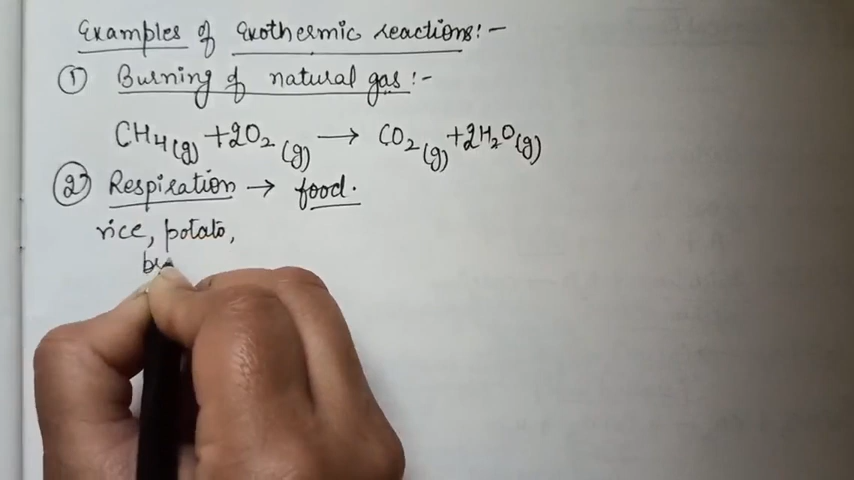 Examples of Exothermic reactions:-
① Burning of natural gas:-
CH4(g) + 2O2 (g) → CO2 (g) + 2H2O(g)
② Respiration → food.
rice, potato,